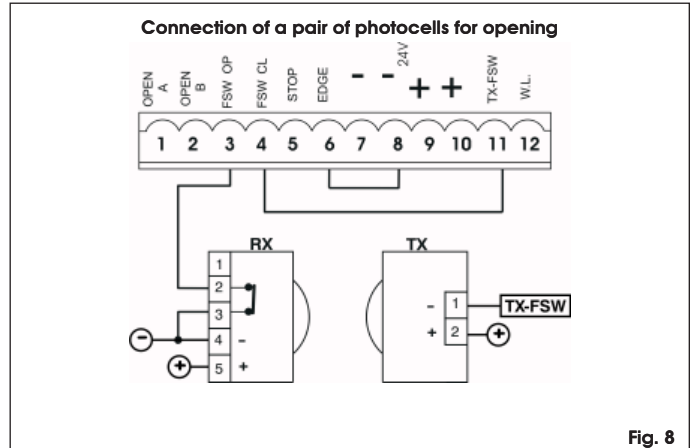 Connection of a pair of photocells for opening
OPEN A
OPEN B
FSW OP
FSW CL
STOP
EDGE
-
-
24V
+
+
TX-FSW
W.L.
1 2 3 4 5 6 7 8 9 10 11 12
RX
TX
1
2
3
4 -
5 +
- 1
+ 2
TX-FSW
-
+
+
Fig. 8